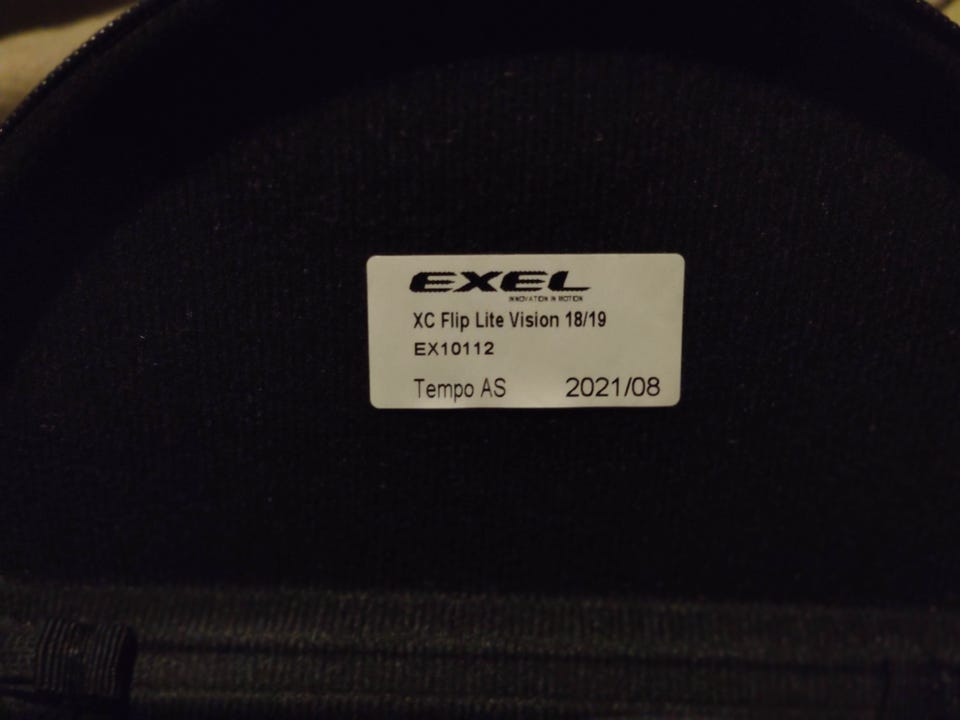 EXEL
INNOVATION IN MOTION
XC Flip Lite Vision 18/19
EX10112
Tempo AS 2021/08